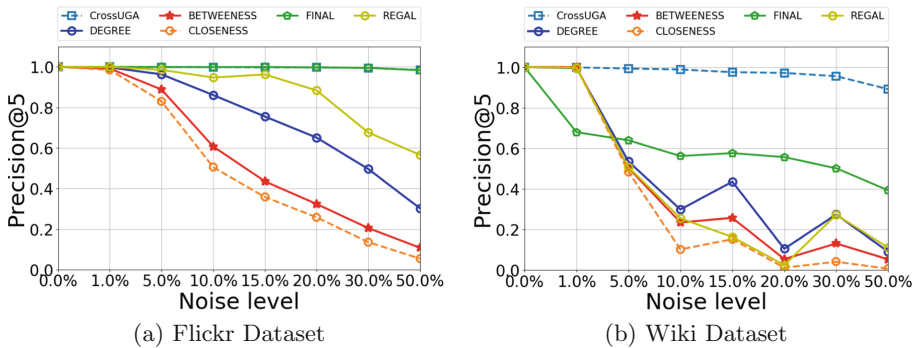 CrossUGA BETWEENESS FINAL REGAL
DEGREE CLOSENESS
Precision@5
1.0
0.8
0.6
0.4
0.2
0.0
0.0% 1.0% 5.0% 10.0% 15.0% 20.0% 30.0% 50.0%
Noise level
(a) Flickr Dataset
CrossUGA BETWEENESS FINAL REGAL
DEGREE CLOSENESS
Precision@5
1.0
0.8
0.6
0.4
0.2
0.0
0.0% 1.0% 5.0% 10.0% 15.0% 20.0% 30.0% 50.0%
Noise level
(b) Wiki Dataset